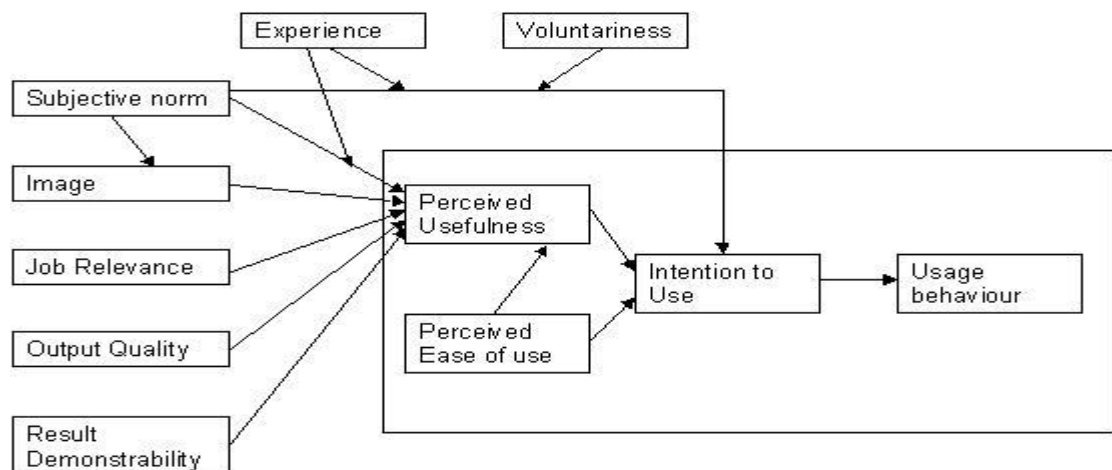 Experience
Voluntariness
Subjective norm
Image
Perceived
Usefulness
Job Relevance
Intention to
Use
Usage
behaviour
Output Quality
Perceived
Ease of use
Result
Demonstrability